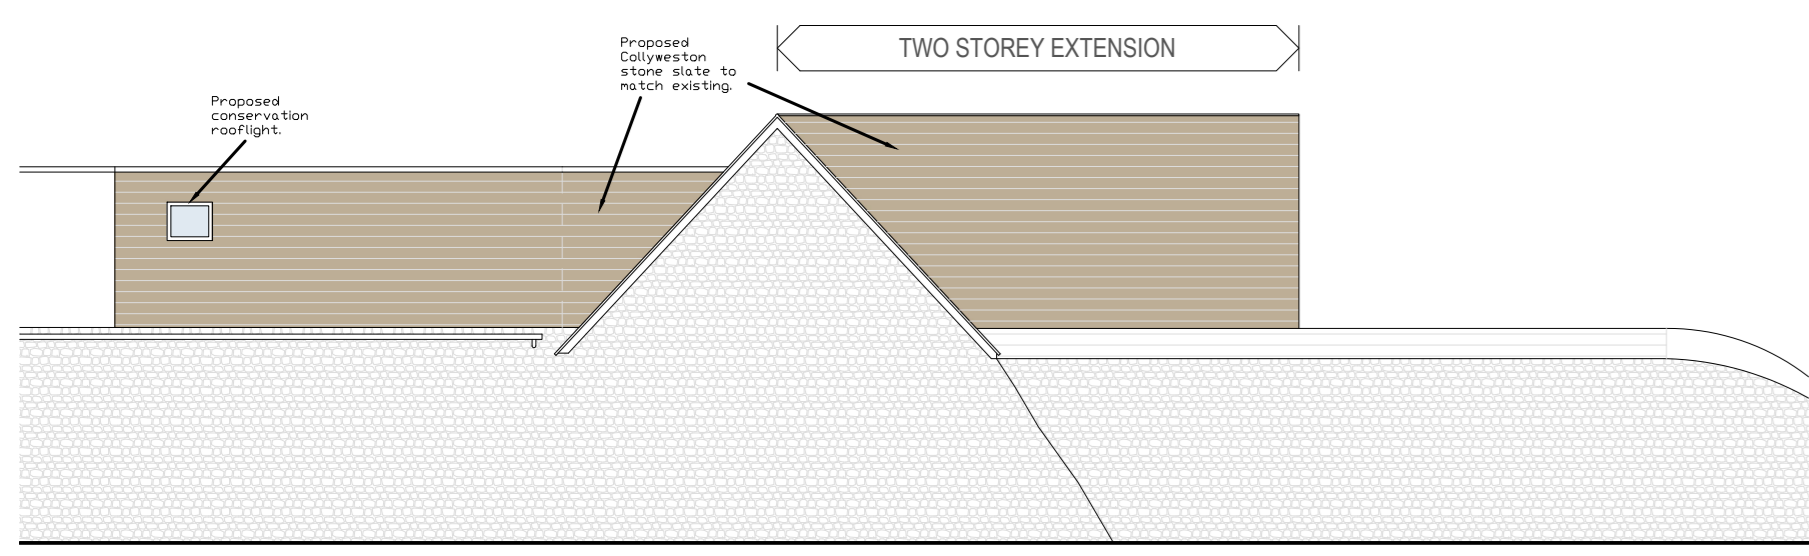 Proposed
Collyweston
stone slate to
match existing.
TWO STOREY EXTENSION
Proposed
conservation
rooflight.